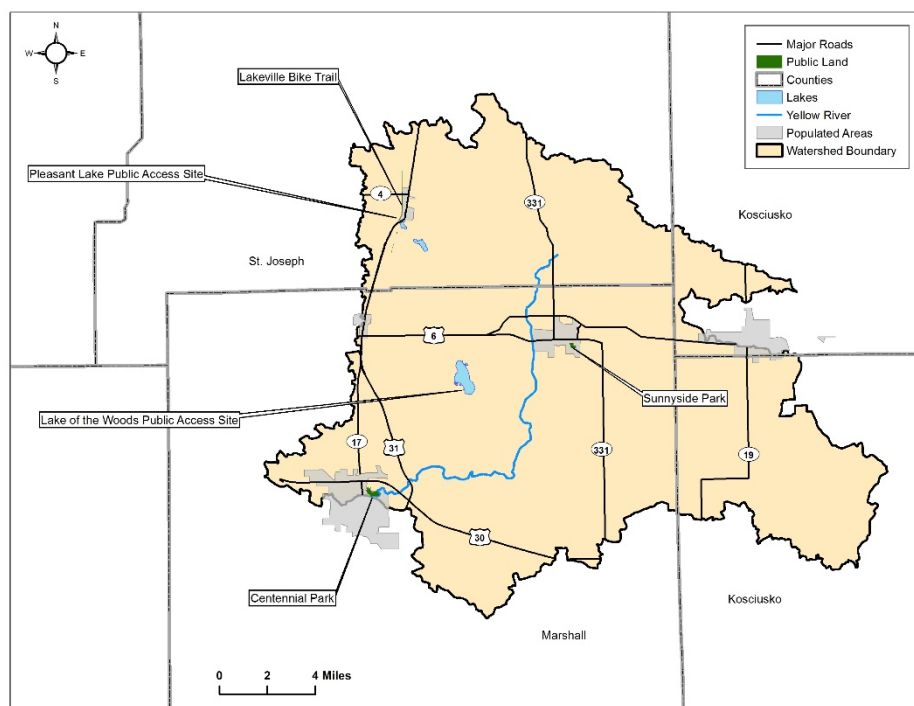 N
W E
S
Lakeville Bike Trail
Major Roads
Public Land
Counties
Lakes
Yellow River
Populated Areas
Watershed Boundary
Pleasant Lake Public Access Site
4
331
Kosciusko
St. Joseph
6
Sunnyside Park
Lake of the Woods Public Access Site
17
31
331
19
30
Centennial Park
Kosciusko
Marshall
0 2 4 Miles